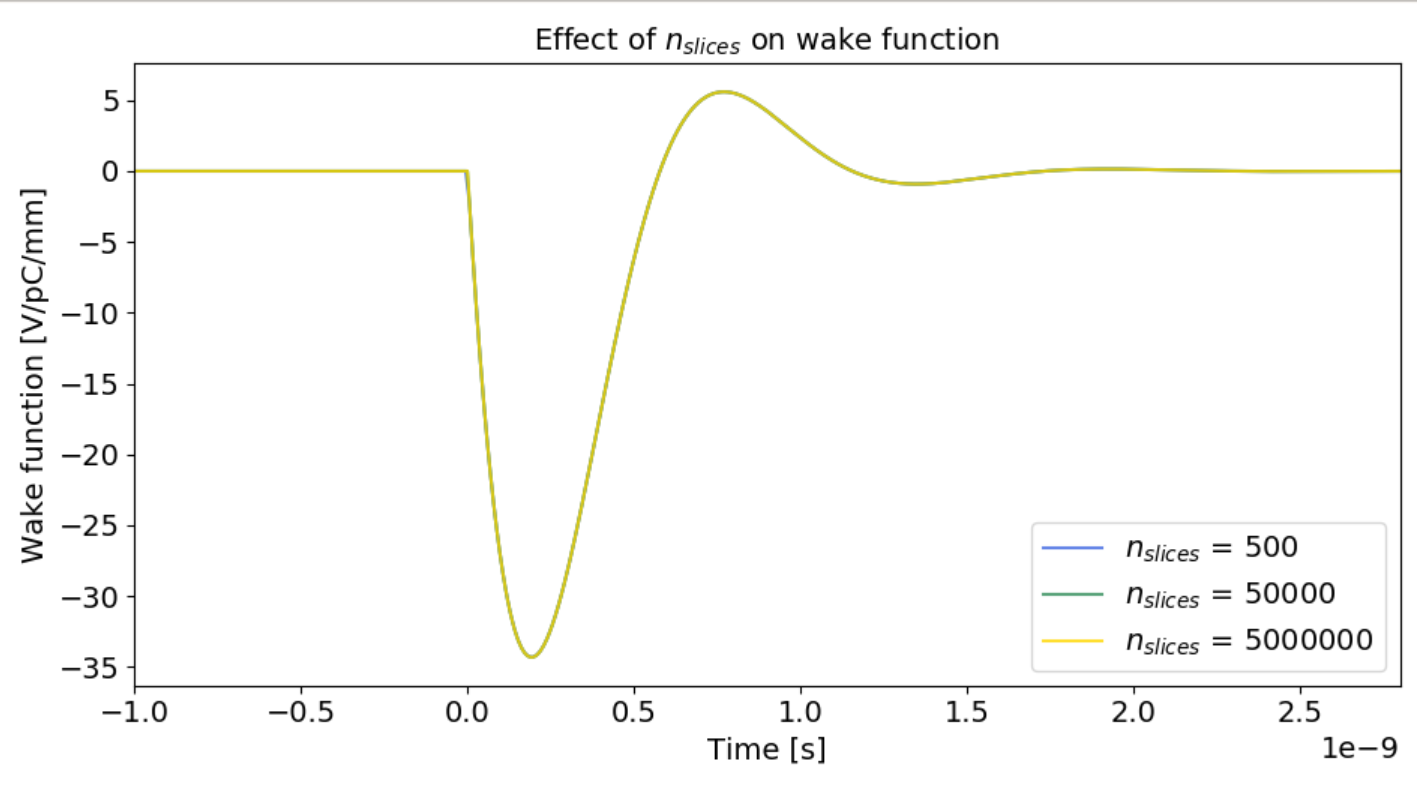 Effect of n_slices on wake function
Wake function [V/pC/mm]
5
0
−5
−10
−15
−20
−25
−30
−35
n_slices = 500
n_slices = 50000
n_slices = 5000000
−1.0 −0.5 0.0 0.5 1.0 1.5 2.0 2.5
1e−9
Time [s]